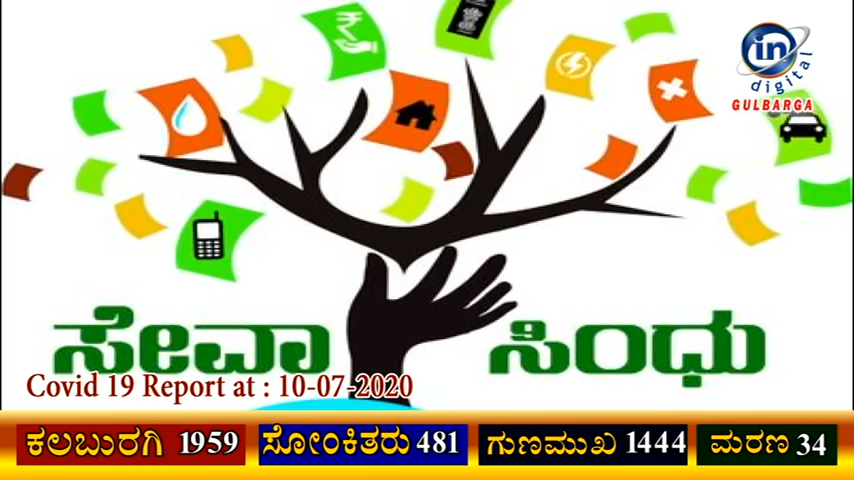 in
digital
GULBARGA
ಸೇವಾ ಸಿಂಧು
Covid 19 Report at : 10-07-2020
ಕಲಬುರಗಿ 1959 ಸೋಂಕಿತರು 481 ಗುಣಮುಖ 1444 ಮರಣ 34